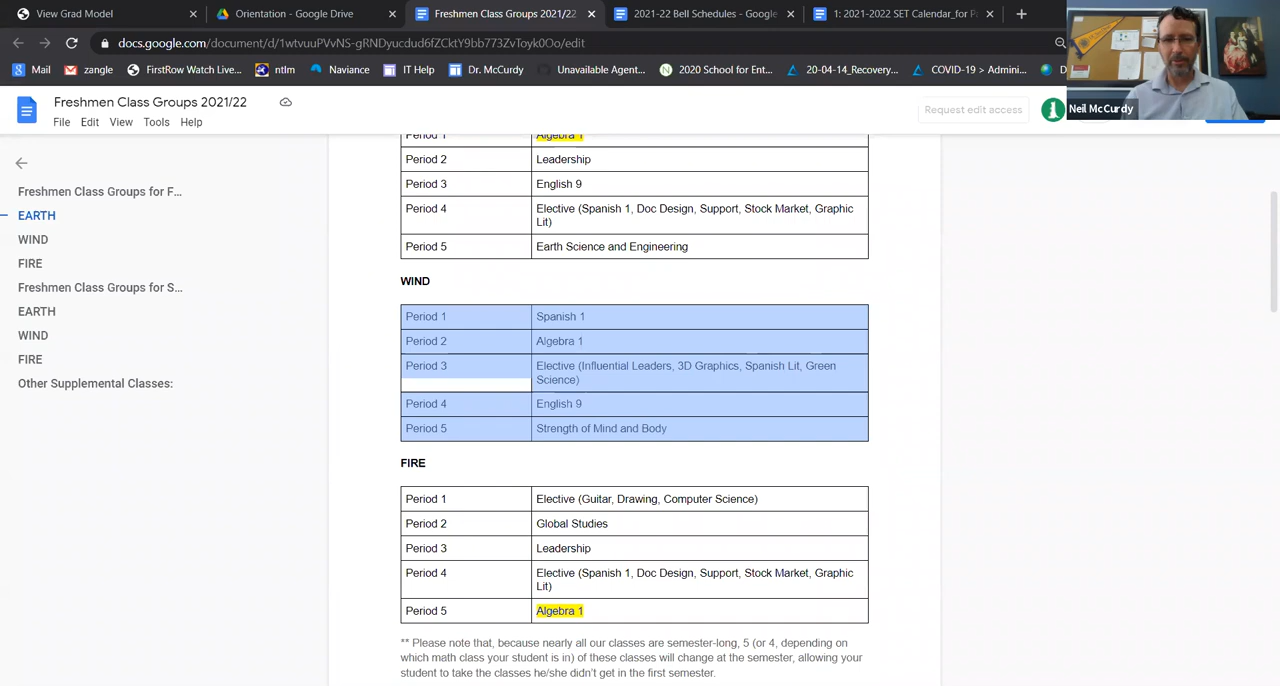 View Grad Model
Orientation - Google Drive
Freshmen Class Groups 2021/22
2021-22 Bell Schedules - Google
1: 2021-2022 SET Calendar_for P
docs.google.com/document/d/1wtvuuPVvNS-gRNDyucdud6fZCktY9bb773ZvToyk0Oo/edit
Mail
zangle
FirstRow Watch Live...
ntlm
Naviance
IT Help
Dr. McCurdy
Unavailable Agent...
2020 School for Ent...
20-04-14_Recovery...
COVID-19 > Admini...
D
Neil McCurdy
Freshmen Class Groups 2021/22
File Edit View Tools Help
Request edit access
Freshmen Class Groups for F...
EARTH
WIND
FIRE
Freshmen Class Groups for S...
EARTH
WIND
FIRE
Other Supplemental Classes:
Period 1 Algebra 1
Period 2 Leadership
Period 3 English 9
Period 4 Elective (Spanish 1, Doc Design, Support, Stock Market, Graphic
Lit)
Period 5 Earth Science and Engineering
WIND
Period 1 Spanish 1
Period 2 Algebra 1
Period 3 Elective (Influential Leaders, 3D Graphics, Spanish Lit, Green
Science)
Period 4 English 9
Period 5 Strength of Mind and Body
FIRE
Period 1 Elective (Guitar, Drawing, Computer Science)
Period 2 Global Studies
Period 3 Leadership
Period 4 Elective (Spanish 1, Doc Design, Support, Stock Market, Graphic
Lit)
Period 5 Algebra 1
** Please note that, because nearly all our classes are semester-long, 5 (or 4, depending on
which math class your student is in) of these classes will change at the semester, allowing your
student to take the classes he/she didn't get in the first semester.